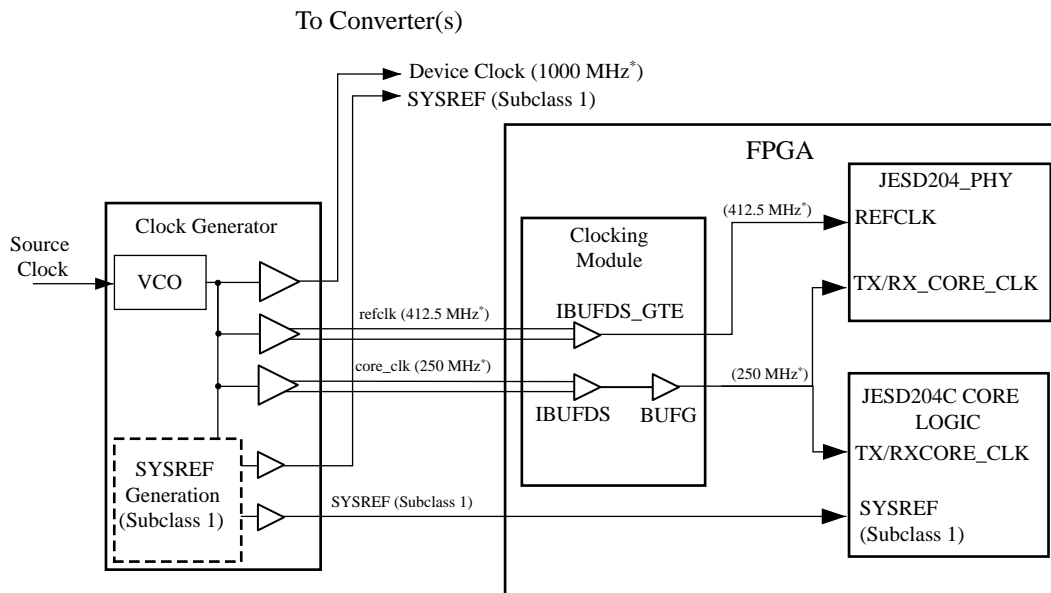 To Converter(s)
Device Clock (1000 MHz*)
SYSREF (Subclass 1)
FPGA
JESD204_PHY
REFCLK
TX/RX_CORE_CLK
(412.5 MHz*)
Clock Generator
Source
Clock
VCO
Clocking
Module
refclk (412.5 MHz*)
IBUFDS_GTE
core_clk (250 MHz*)
(250 MHz*)
IBUFDS
BUFG
JESD204C CORE
LOGIC
TX/RXCORE_CLK
SYSREF
(Subclass 1)
SYSREF
Generation
(Subclass 1)
SYSREF (Subclass 1)